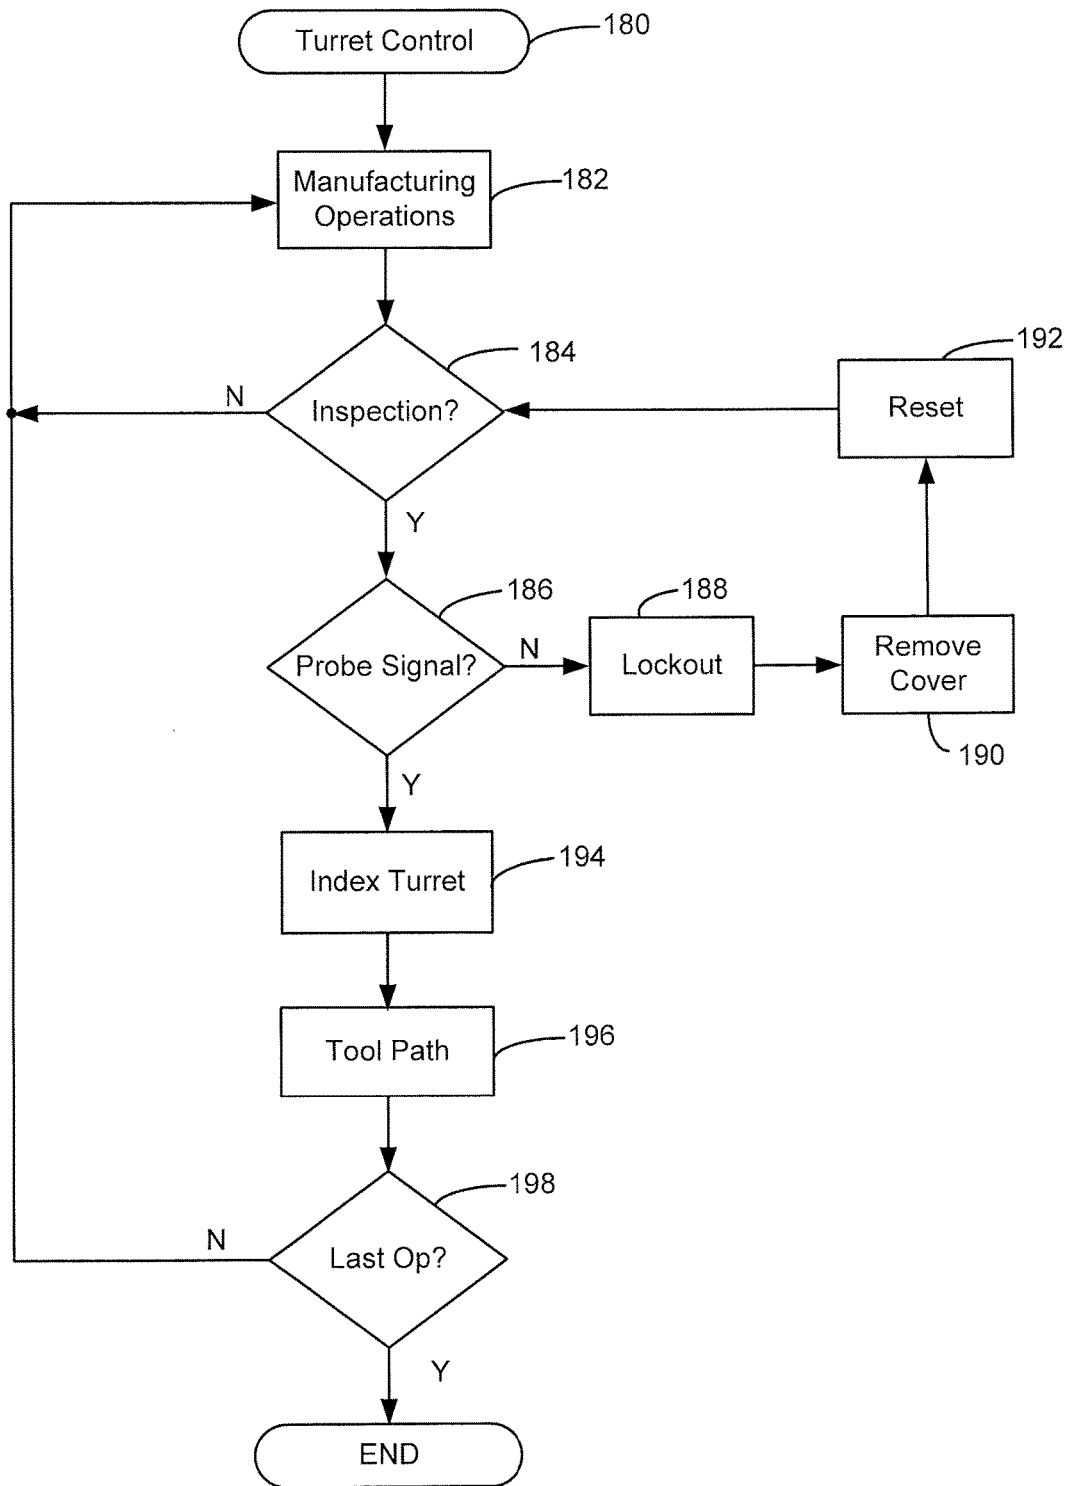 Turret Control
180
Manufacturing
Operations
182
184
192
N
Inspection?
Reset
Y
186
188
Probe Signal?
N
Lockout
Remove
Cover
190
Y
194
Index Turret
196
Tool Path
198
N
Last Op?
Y
END